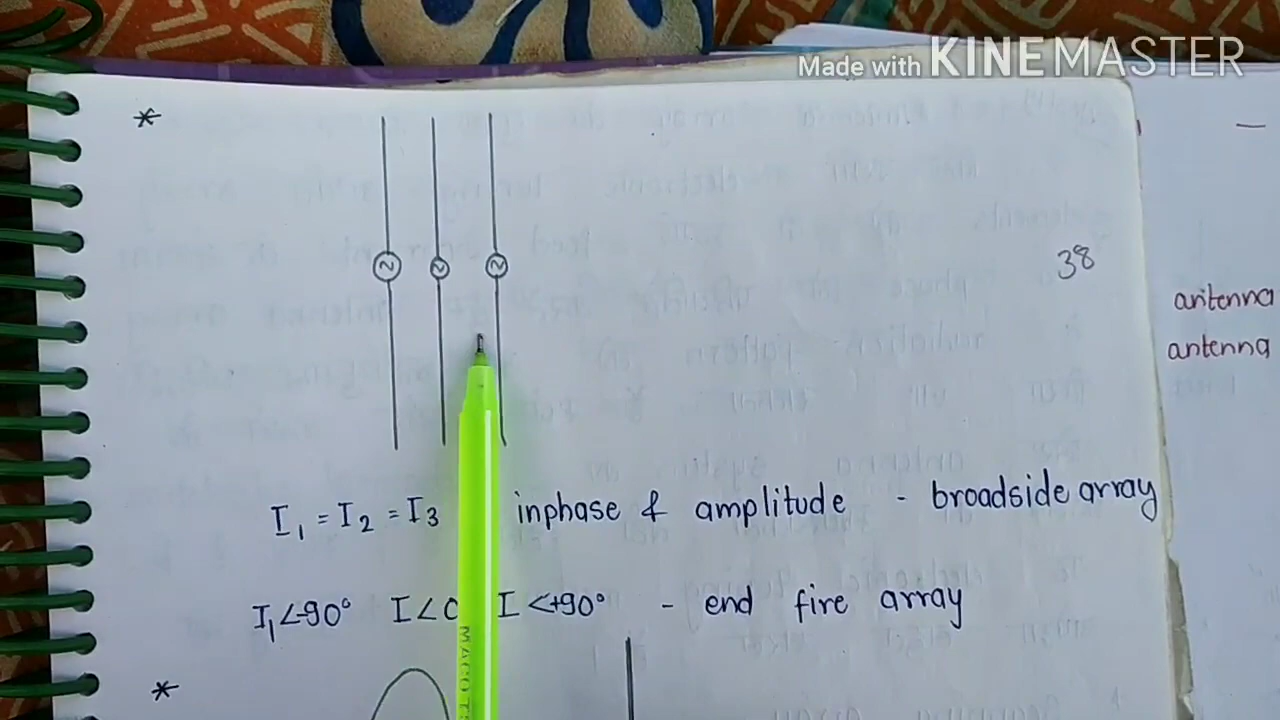 Made with KINEMASTER
*
38
antenna
antenna
I₁ = I₂ = I₃ inphase & amplitude - broadside array
I₁∠-90° I∠0 I∠+90° - end fire array
*